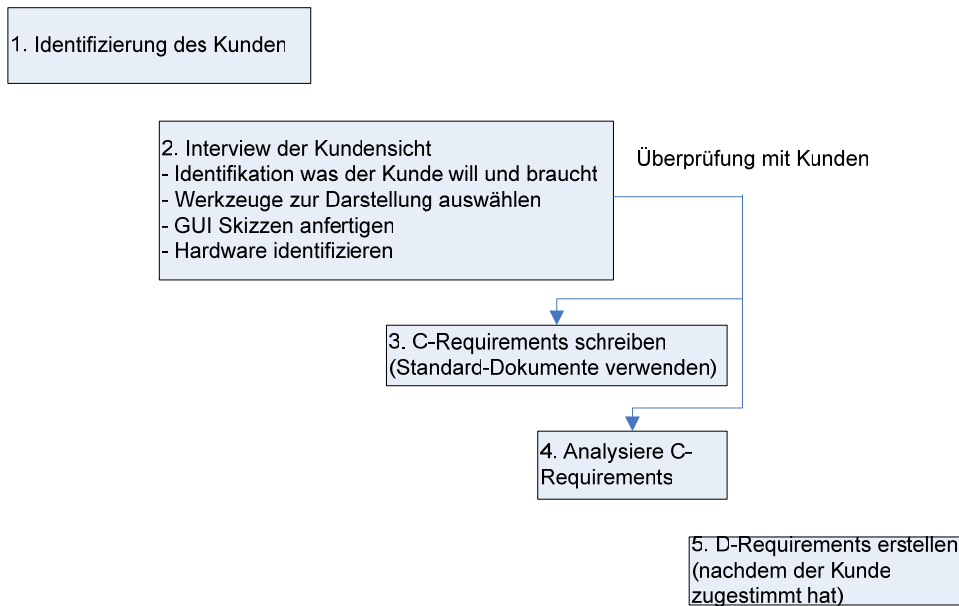 1. Identifizierung des Kunden
2. Interview der Kundensicht
- Identifikation was der Kunde will und braucht
- Werkzeuge zur Darstellung auswählen
- GUI Skizzen anfertigen
- Hardware identifizieren
Überprüfung mit Kunden
3. C-Requirements schreiben
(Standard-Dokumente verwenden)
4. Analysiere C-
Requirements
5. D-Requirements erstellen
(nachdem der Kunde
zugestimmt hat)